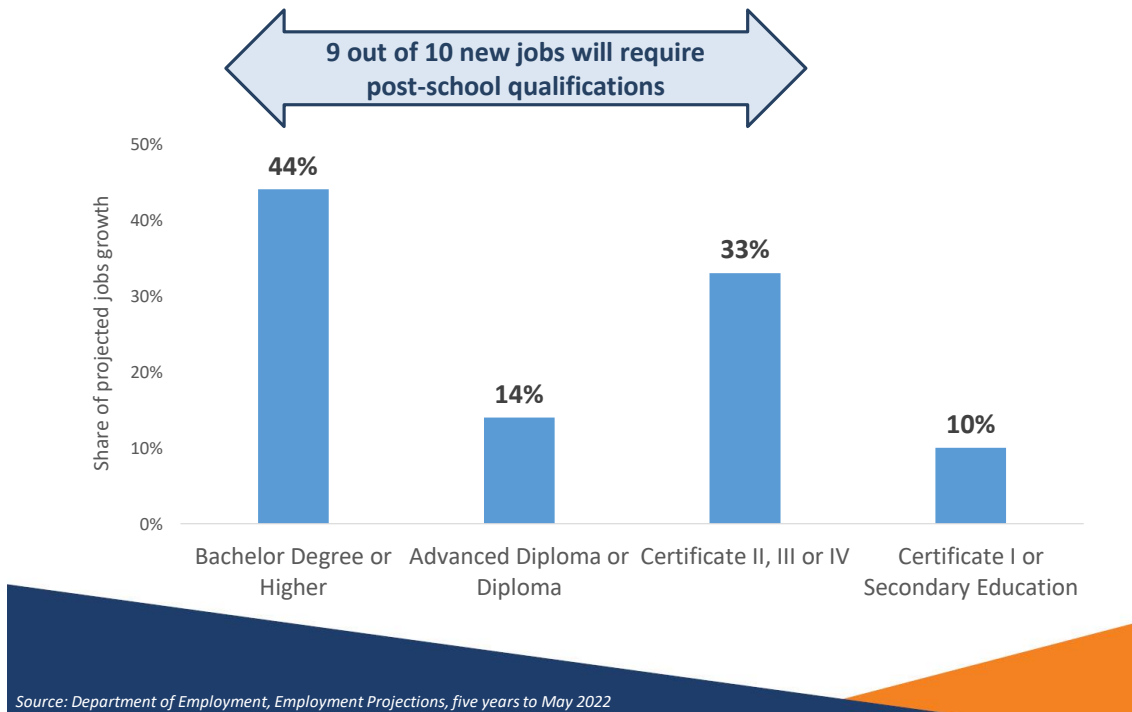 9 out of 10 new jobs will require
post-school qualifications
Share of projected jobs growth
50%
40%
30%
20%
10%
0%
44%
14%
33%
10%
Bachelor Degree or
Higher
Advanced Diploma or
Diploma
Certificate II, III or IV
Certificate I or
Secondary Education
Source: Department of Employment, Employment Projections, five years to May 2022